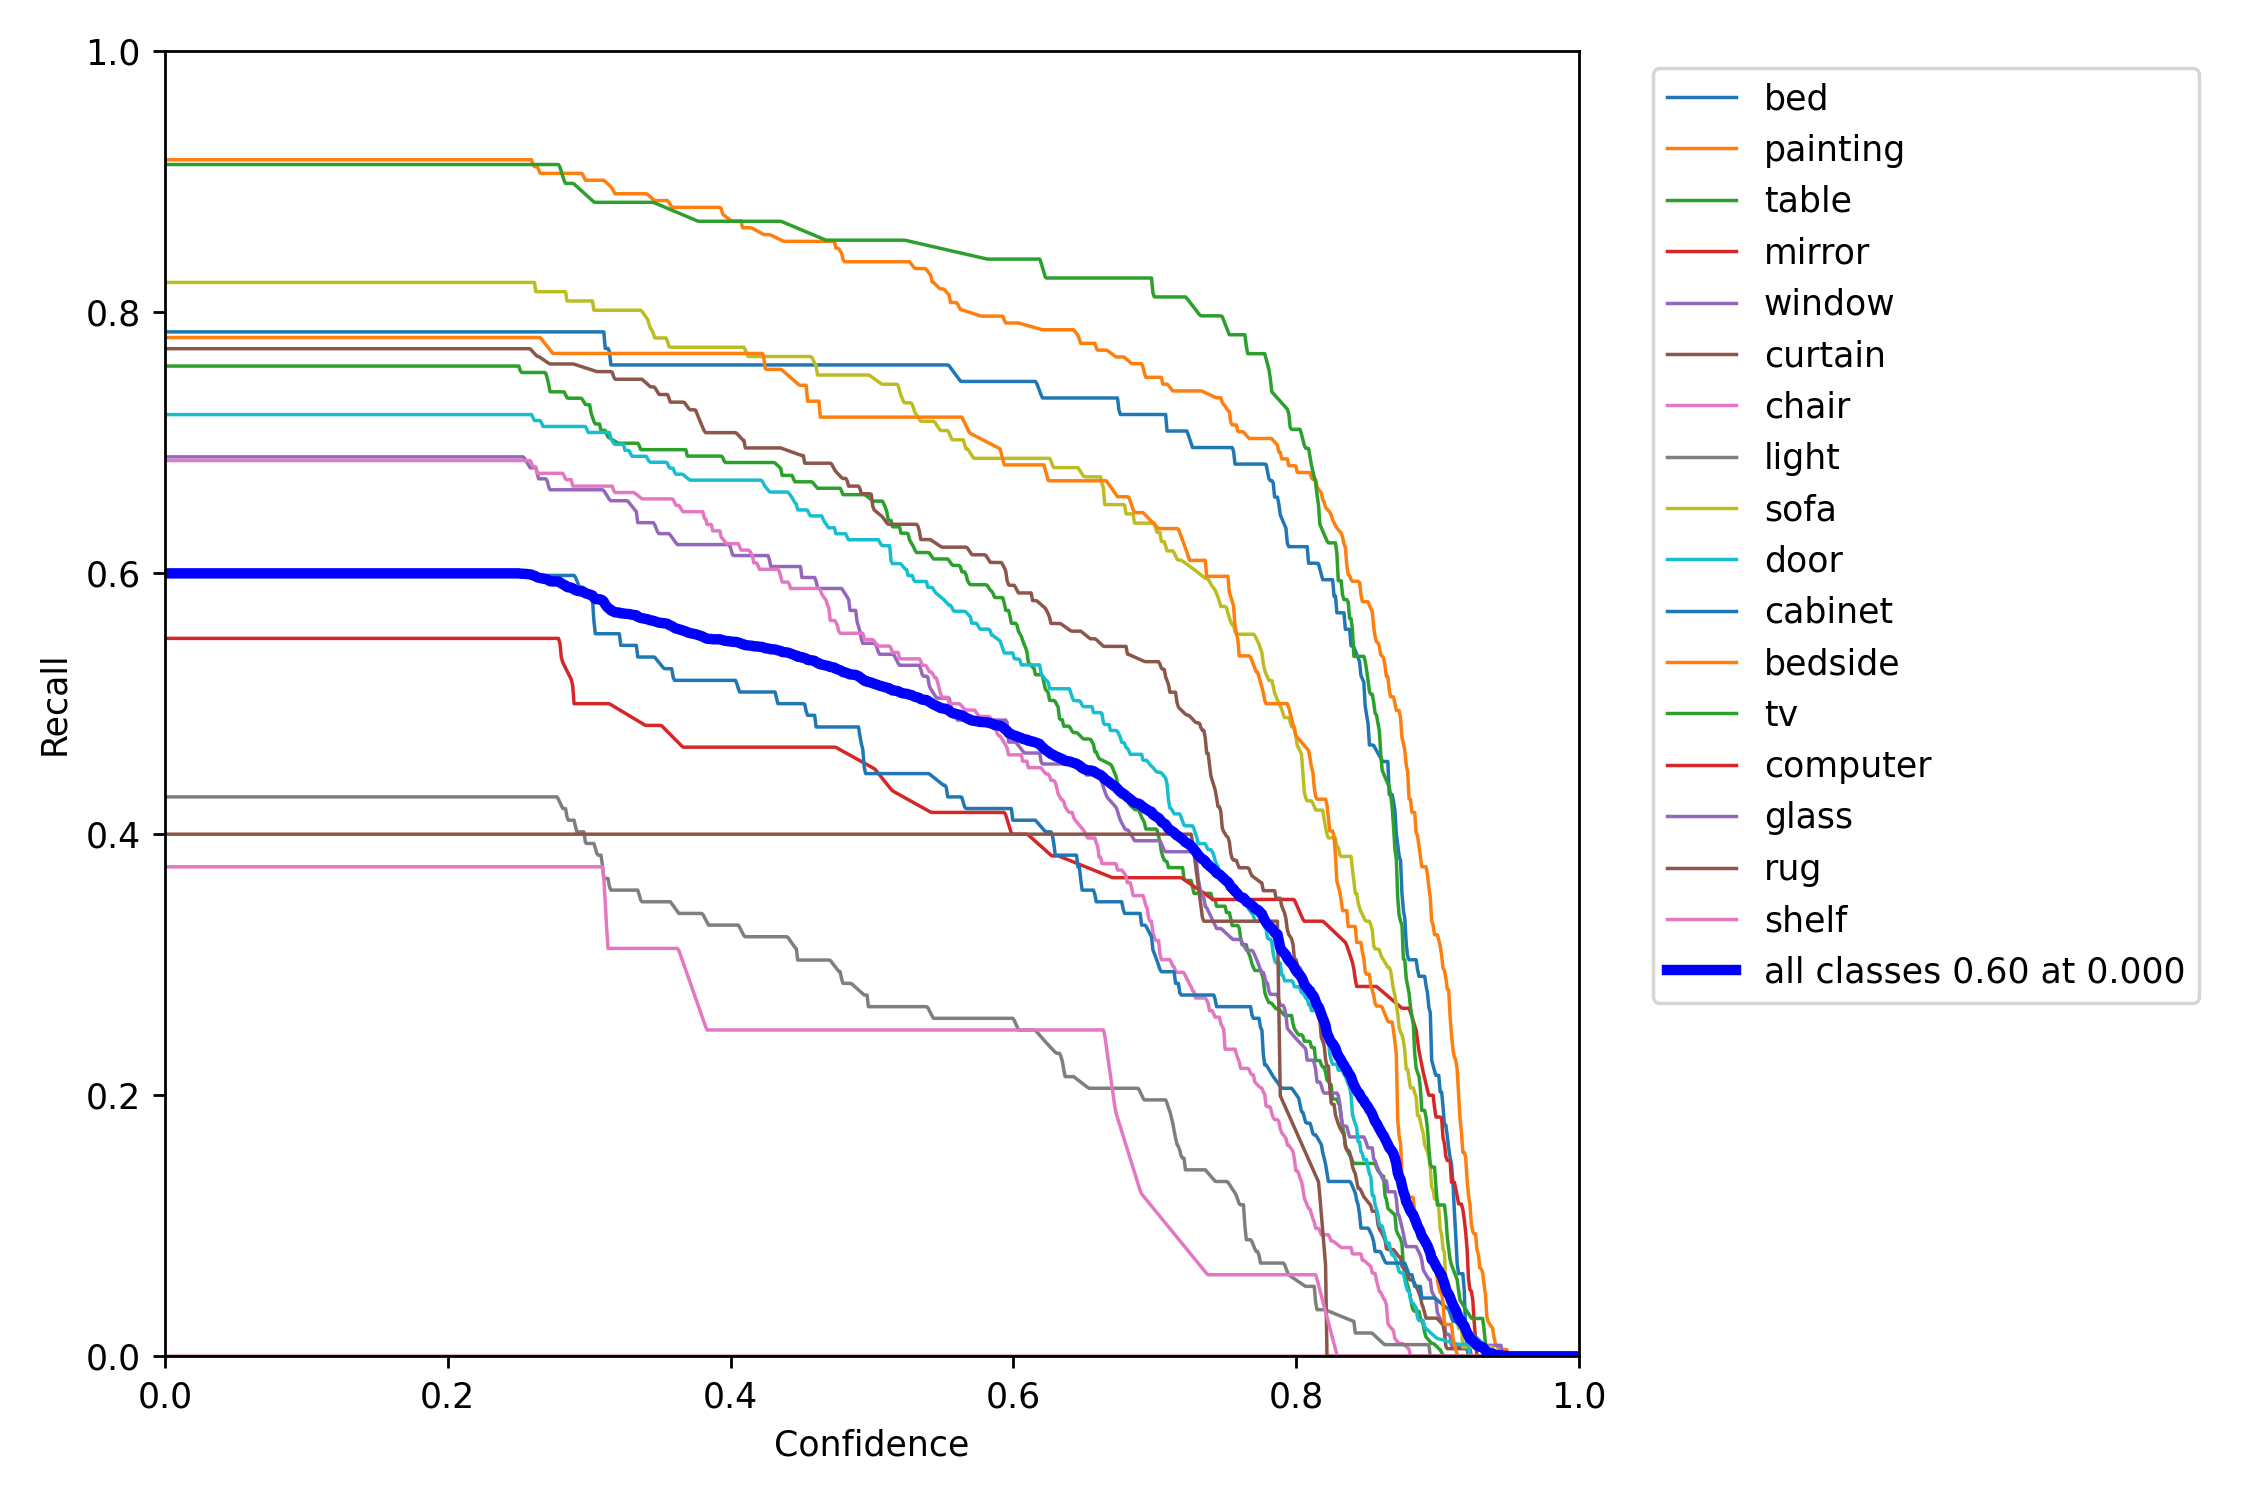 1.0
0.8
0.6
0.4
0.2
0.0
Recall
0.0 0.2 0.4 0.6 0.8 1.0
Confidence
bed
painting
table
mirror
window
curtain
chair
light
sofa
door
cabinet
bedside
tv
computer
glass
rug
shelf
all classes 0.60 at 0.000